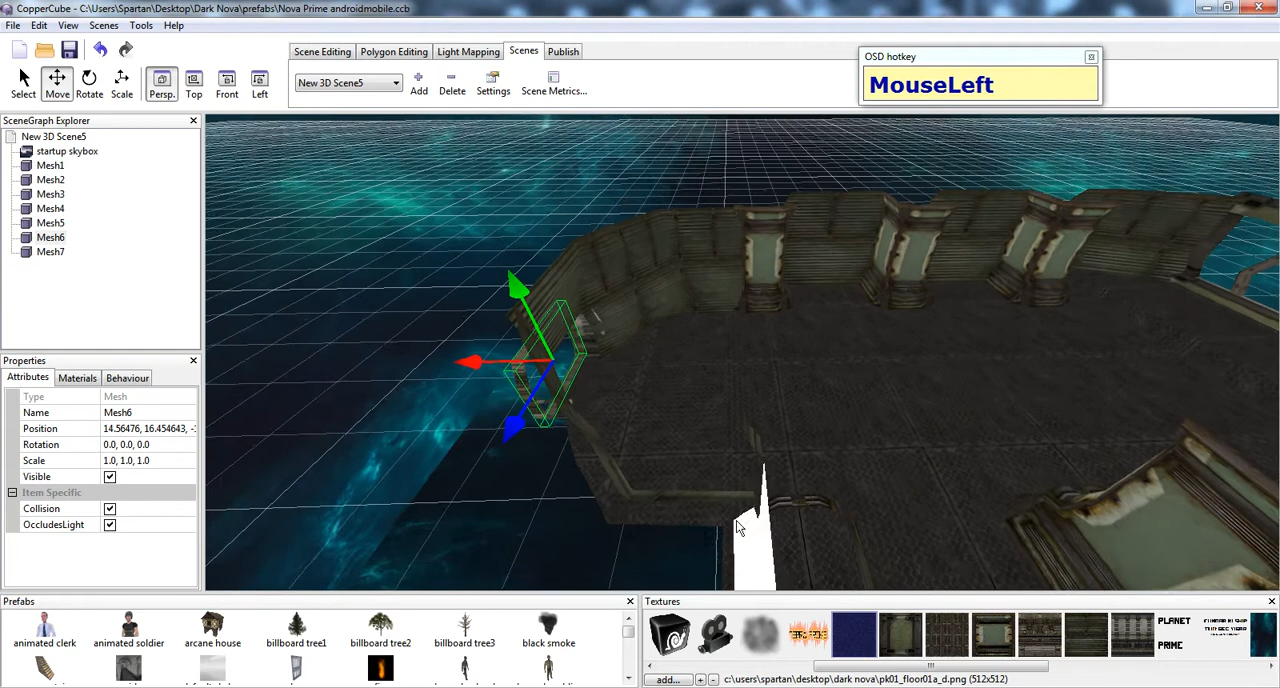 CopperCube - C:\Users\Spartan\Desktop\Dark Nova\prefabs\Nova Prime androidmobile.ccb
File Edit View Scenes Tools Help
OSD hotkey
MouseLeft
Scene Editing Polygon Editing Light Mapping Scenes Publish
New 3D Scene5
Select Move Rotate Scale Persp. Top Front Left
Add Delete Settings Scene Metrics...
SceneGraph Explorer
New 3D Scene5
startup skybox
Mesh1
Mesh2
Mesh3
Mesh4
Mesh5
Mesh6
Mesh7
Properties
Attributes Materials Behaviour
Type Mesh
Name Mesh6
Position 14.56476, 16.454643, -
Rotation 0.0, 0.0, 0.0
Scale 1.0, 1.0, 1.0
Visible
Item Specific
Collision
OccludesLight
Prefabs
animated clerk animated soldier arcane house billboard tree1 billboard tree2 billboard tree3 black smoke
Textures
PLANET
PRIME
add... + - c:\users\spartan\desktop\dark nova\pk01_floor01a_d.png (512x512)